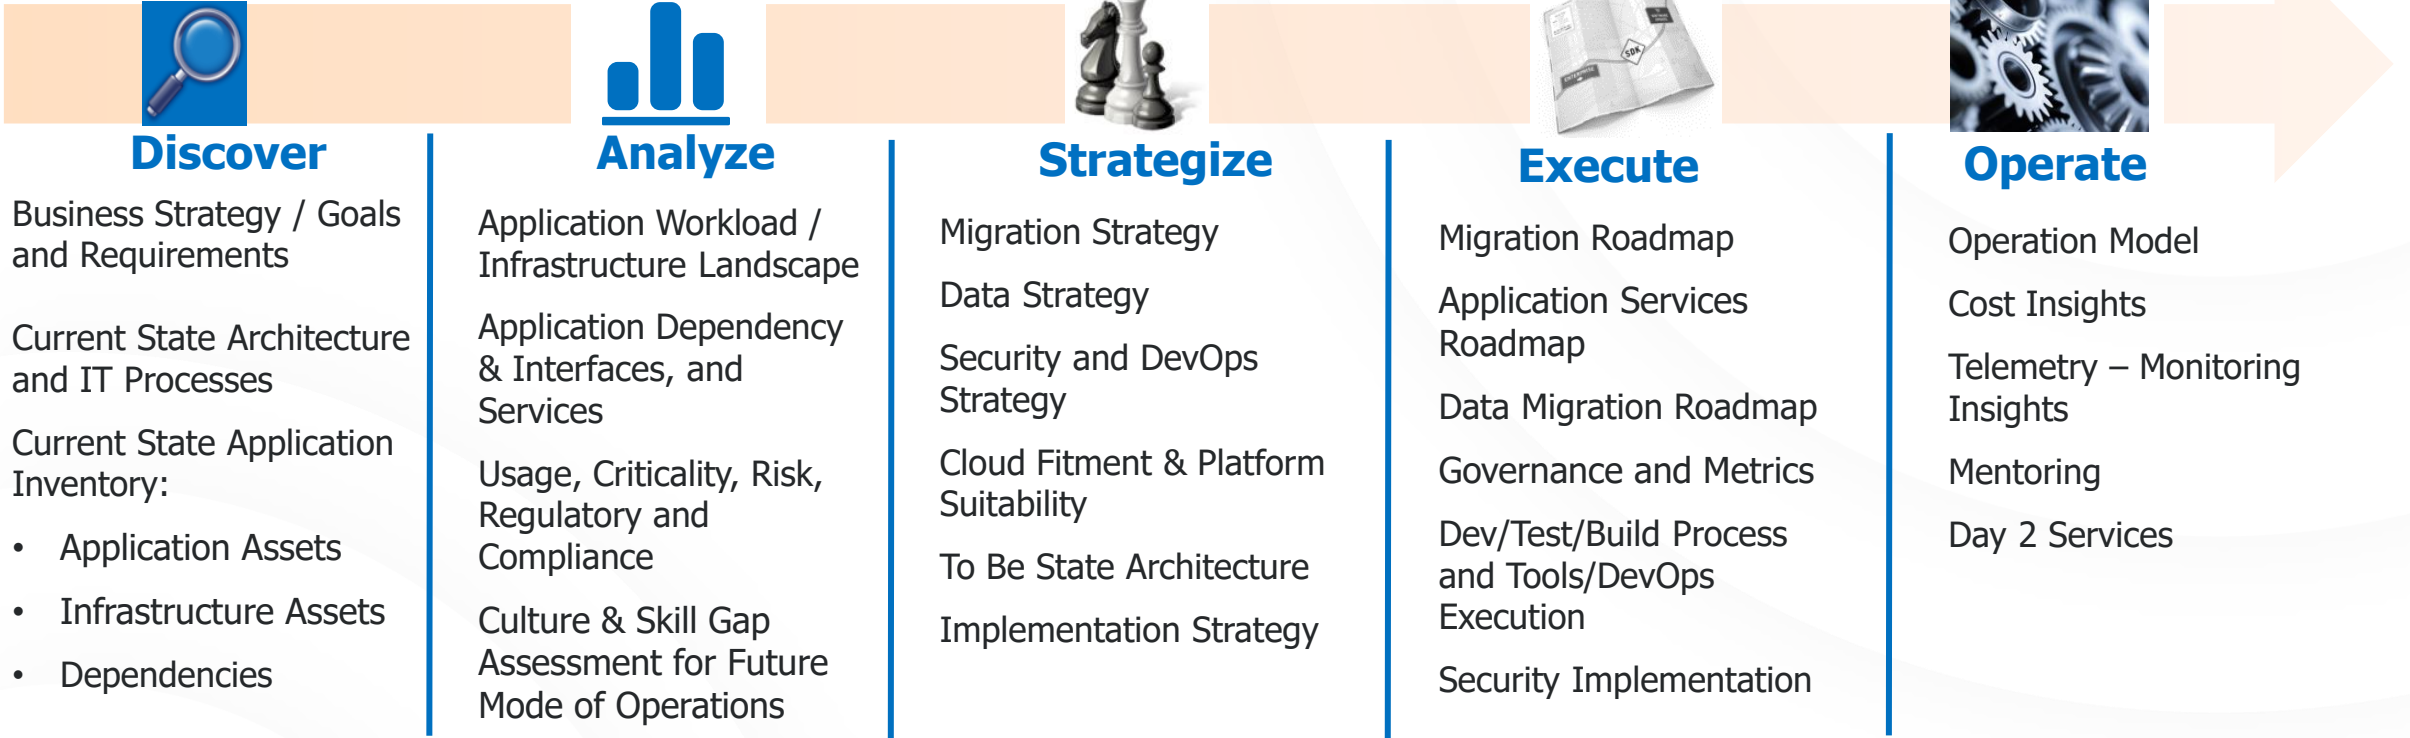 SDK
ENTERPRISE
Discover
Business Strategy / Goals
and Requirements
Current State Architecture
and IT Processes
Current State Application
Inventory:
• Application Assets
• Infrastructure Assets
• Dependencies
Analyze
Application Workload /
Infrastructure Landscape
Application Dependency
& Interfaces, and
Services
Usage, Criticality, Risk,
Regulatory and
Compliance
Culture & Skill Gap
Assessment for Future
Mode of Operations
Strategize
Migration Strategy
Data Strategy
Security and DevOps
Strategy
Cloud Fitment & Platform
Suitability
To Be State Architecture
Implementation Strategy
Execute
Migration Roadmap
Application Services
Roadmap
Data Migration Roadmap
Governance and Metrics
Dev/Test/Build Process
and Tools/DevOps
Execution
Security Implementation
Operate
Operation Model
Cost Insights
Telemetry – Monitoring
Insights
Mentoring
Day 2 Services